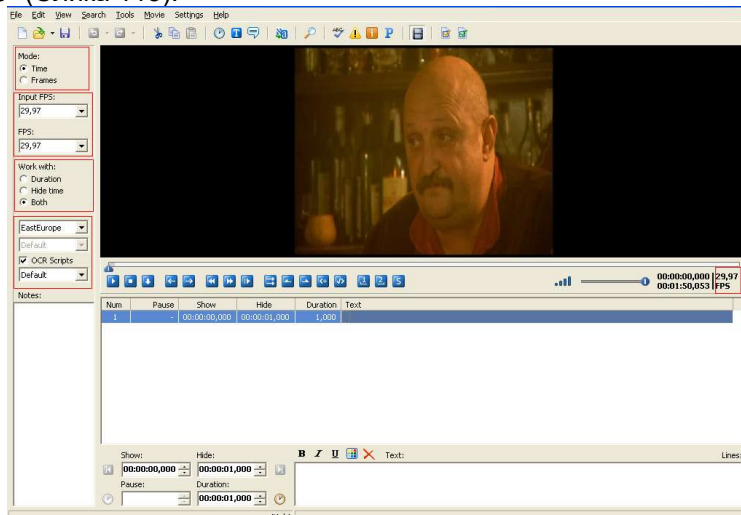 File Edit View Search Tools Movie Settings Help
Mode:
Time
Frames
Input FPS:
29,97
FPS:
29,97
Work with:
Duration
Hide time
Both
EastEurope
Default
OCR Scripts
Default
Notes:
00:00:00,000 29,97
00:01:50,053 FPS
Num Pause Show Hide Duration Text
1 - 00:00:00,000 00:00:01,000 1,000
Show: Hide: B I U Text: Lines:
00:00:00,000 00:00:01,000
Pause: Duration:
00:00:01,000